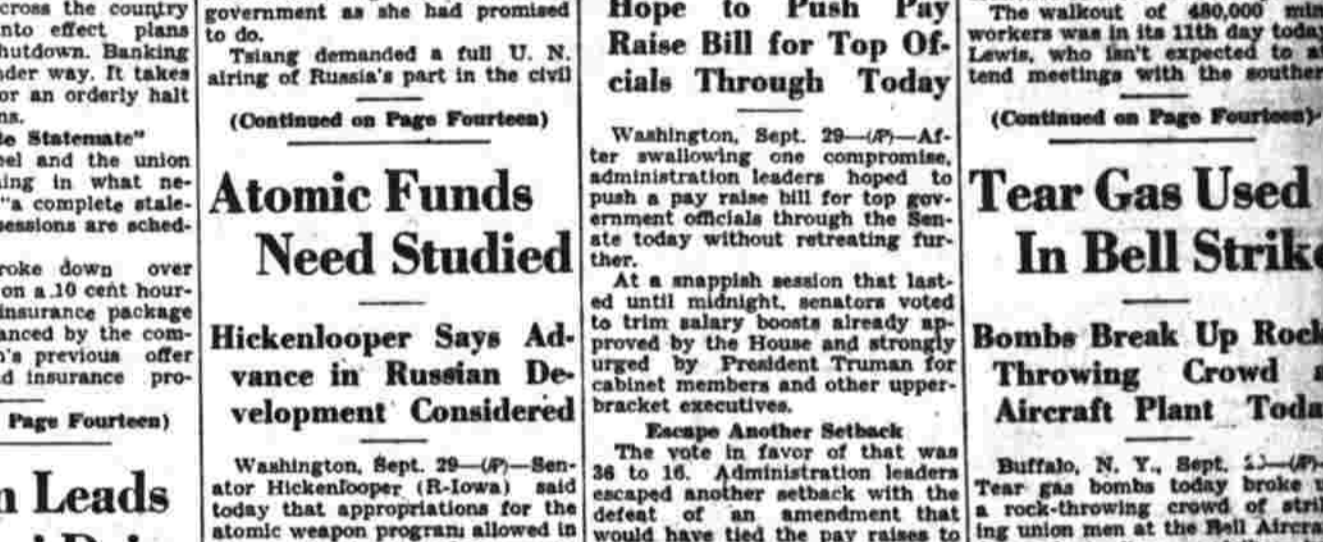 cross the country
nto effect plans
hutdown. Banking
nder way. It takes
or an orderly halt
ns.
te Statemate"
eel and the union
ing in what ne-
"a complete stale-
sessions are sched-
roke down over
on a 10 cent hour-
insurance package
anced by the com-
n's previous offer
d insurance pro-
Page Fourteen)
n Leads
government as she had promised
to do.
Tsiang demanded a full U. N.
airing of Russia's part in the civil
(Continued on Page Fourteen)
Atomic Funds
Need Studied
Hickenlooper Says Ad-
vance in Russian De-
velopment Considered
Washington, Sept. 29—(AP)—Sen-
ator Hickenlooper (R-Iowa) said
today that appropriations for the
atomic weapon program allowed in
Hope to Push Pay
Raise Bill for Top Of-
cials Through Today
Washington, Sept. 29—(AP)—Af-
ter swallowing one compromise,
administration leaders hoped to
push a pay raise bill for top gov-
ernment officials through the Sen-
ate today without retreating fur-
ther.
At a snappish session that last-
ed until midnight, senators voted
to trim salary boosts already ap-
proved by the House and strongly
urged by President Truman for
cabinet members and other upper-
bracket executives.
Escape Another Setback
The vote in favor of that was
36 to 16. Administration leaders
escaped another setback with the
defeat of an amendment that
would have tied the pay raises to
The walkout of 480,000 min
workers was in its 11th day today
Lewis, who isn't expected to at
tend meetings with the souther
(Continued on Page Fourteen)
Tear Gas Used
In Bell Strike
Bombs Break Up Rock
Throwing Crowd a
Aircraft Plant Toda
Buffalo, N. Y., Sept. (AP)
Tear gas bombs today broke u
a rock-throwing crowd of stri
ing union men at the Bell Aircra